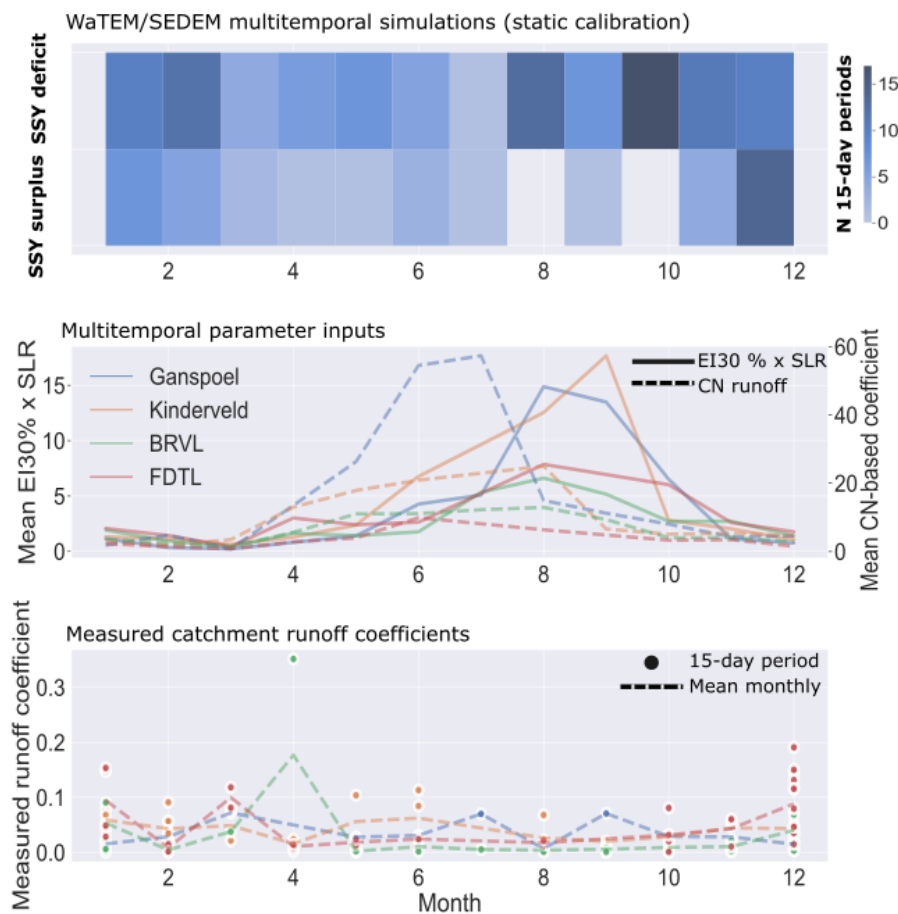 WaTEM/SEDEM multitemporal simulations (static calibration)
SSY deficit
SSY surplus
N 15-day periods
15
10
5
0
2 4 6 8 10 12
Multitemporal parameter inputs
Mean EI30% x SLR
15
10
5
0
Ganspoel
Kinderveld
BRVL
FDTL
EI30 % x SLR
CN runoff
60
40
20
0
Mean CN-based coefficient
2 4 6 8 10 12
Measured catchment runoff coefficients
Measured runoff coefficient
0.3
0.2
0.1
0.0
15-day period
Mean monthly
2 4 6 8 10 12
Month